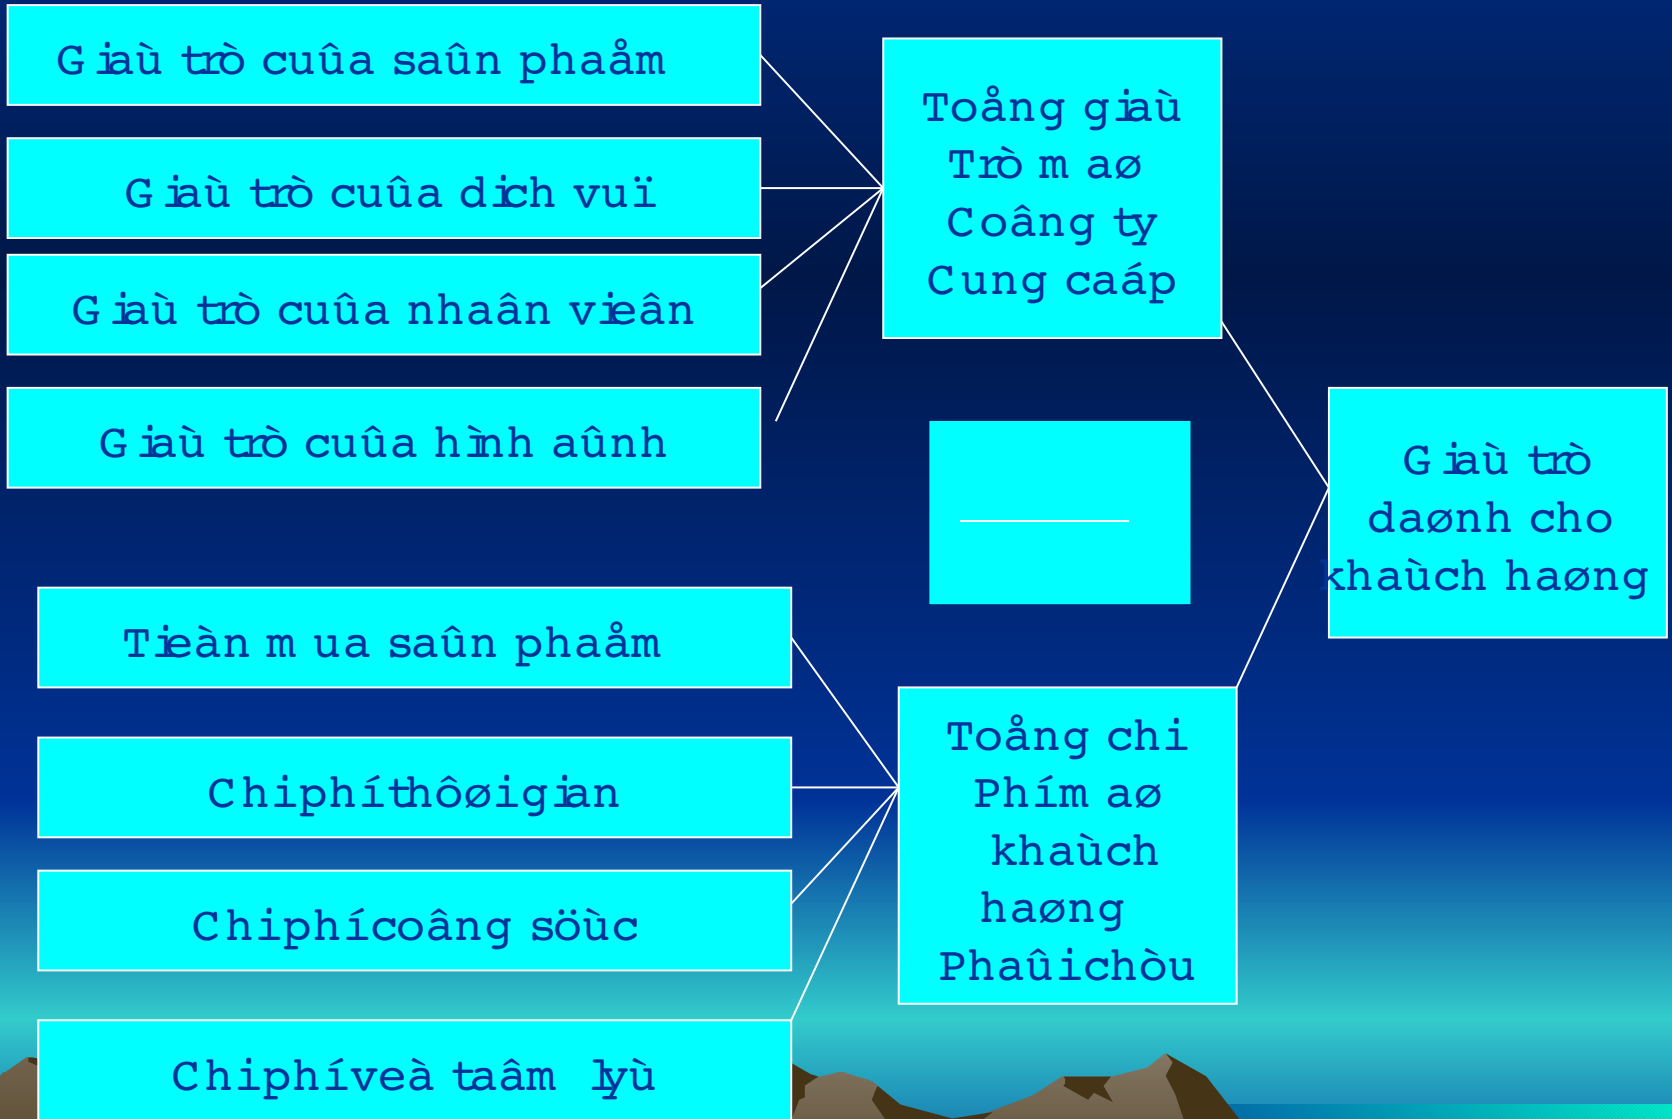 Giaù trò cuûa saûn phaåm
Giaù trò cuûa dich vuï
Giaù trò cuûa nhaân vieân
Giaù trò cuûa hình aûnh
Toång giaù
Trò maø
Coâng ty
Cung caáp
Giaù trò
daønh cho
khaùch haøng
Tieàn mua saûn phaåm
Chi phí thôøi gian
Chi phí coâng söùc
Chi phí veà taâm lyù
Toång chi
Phí maø
khaùch
haøng
Phaûi chòu